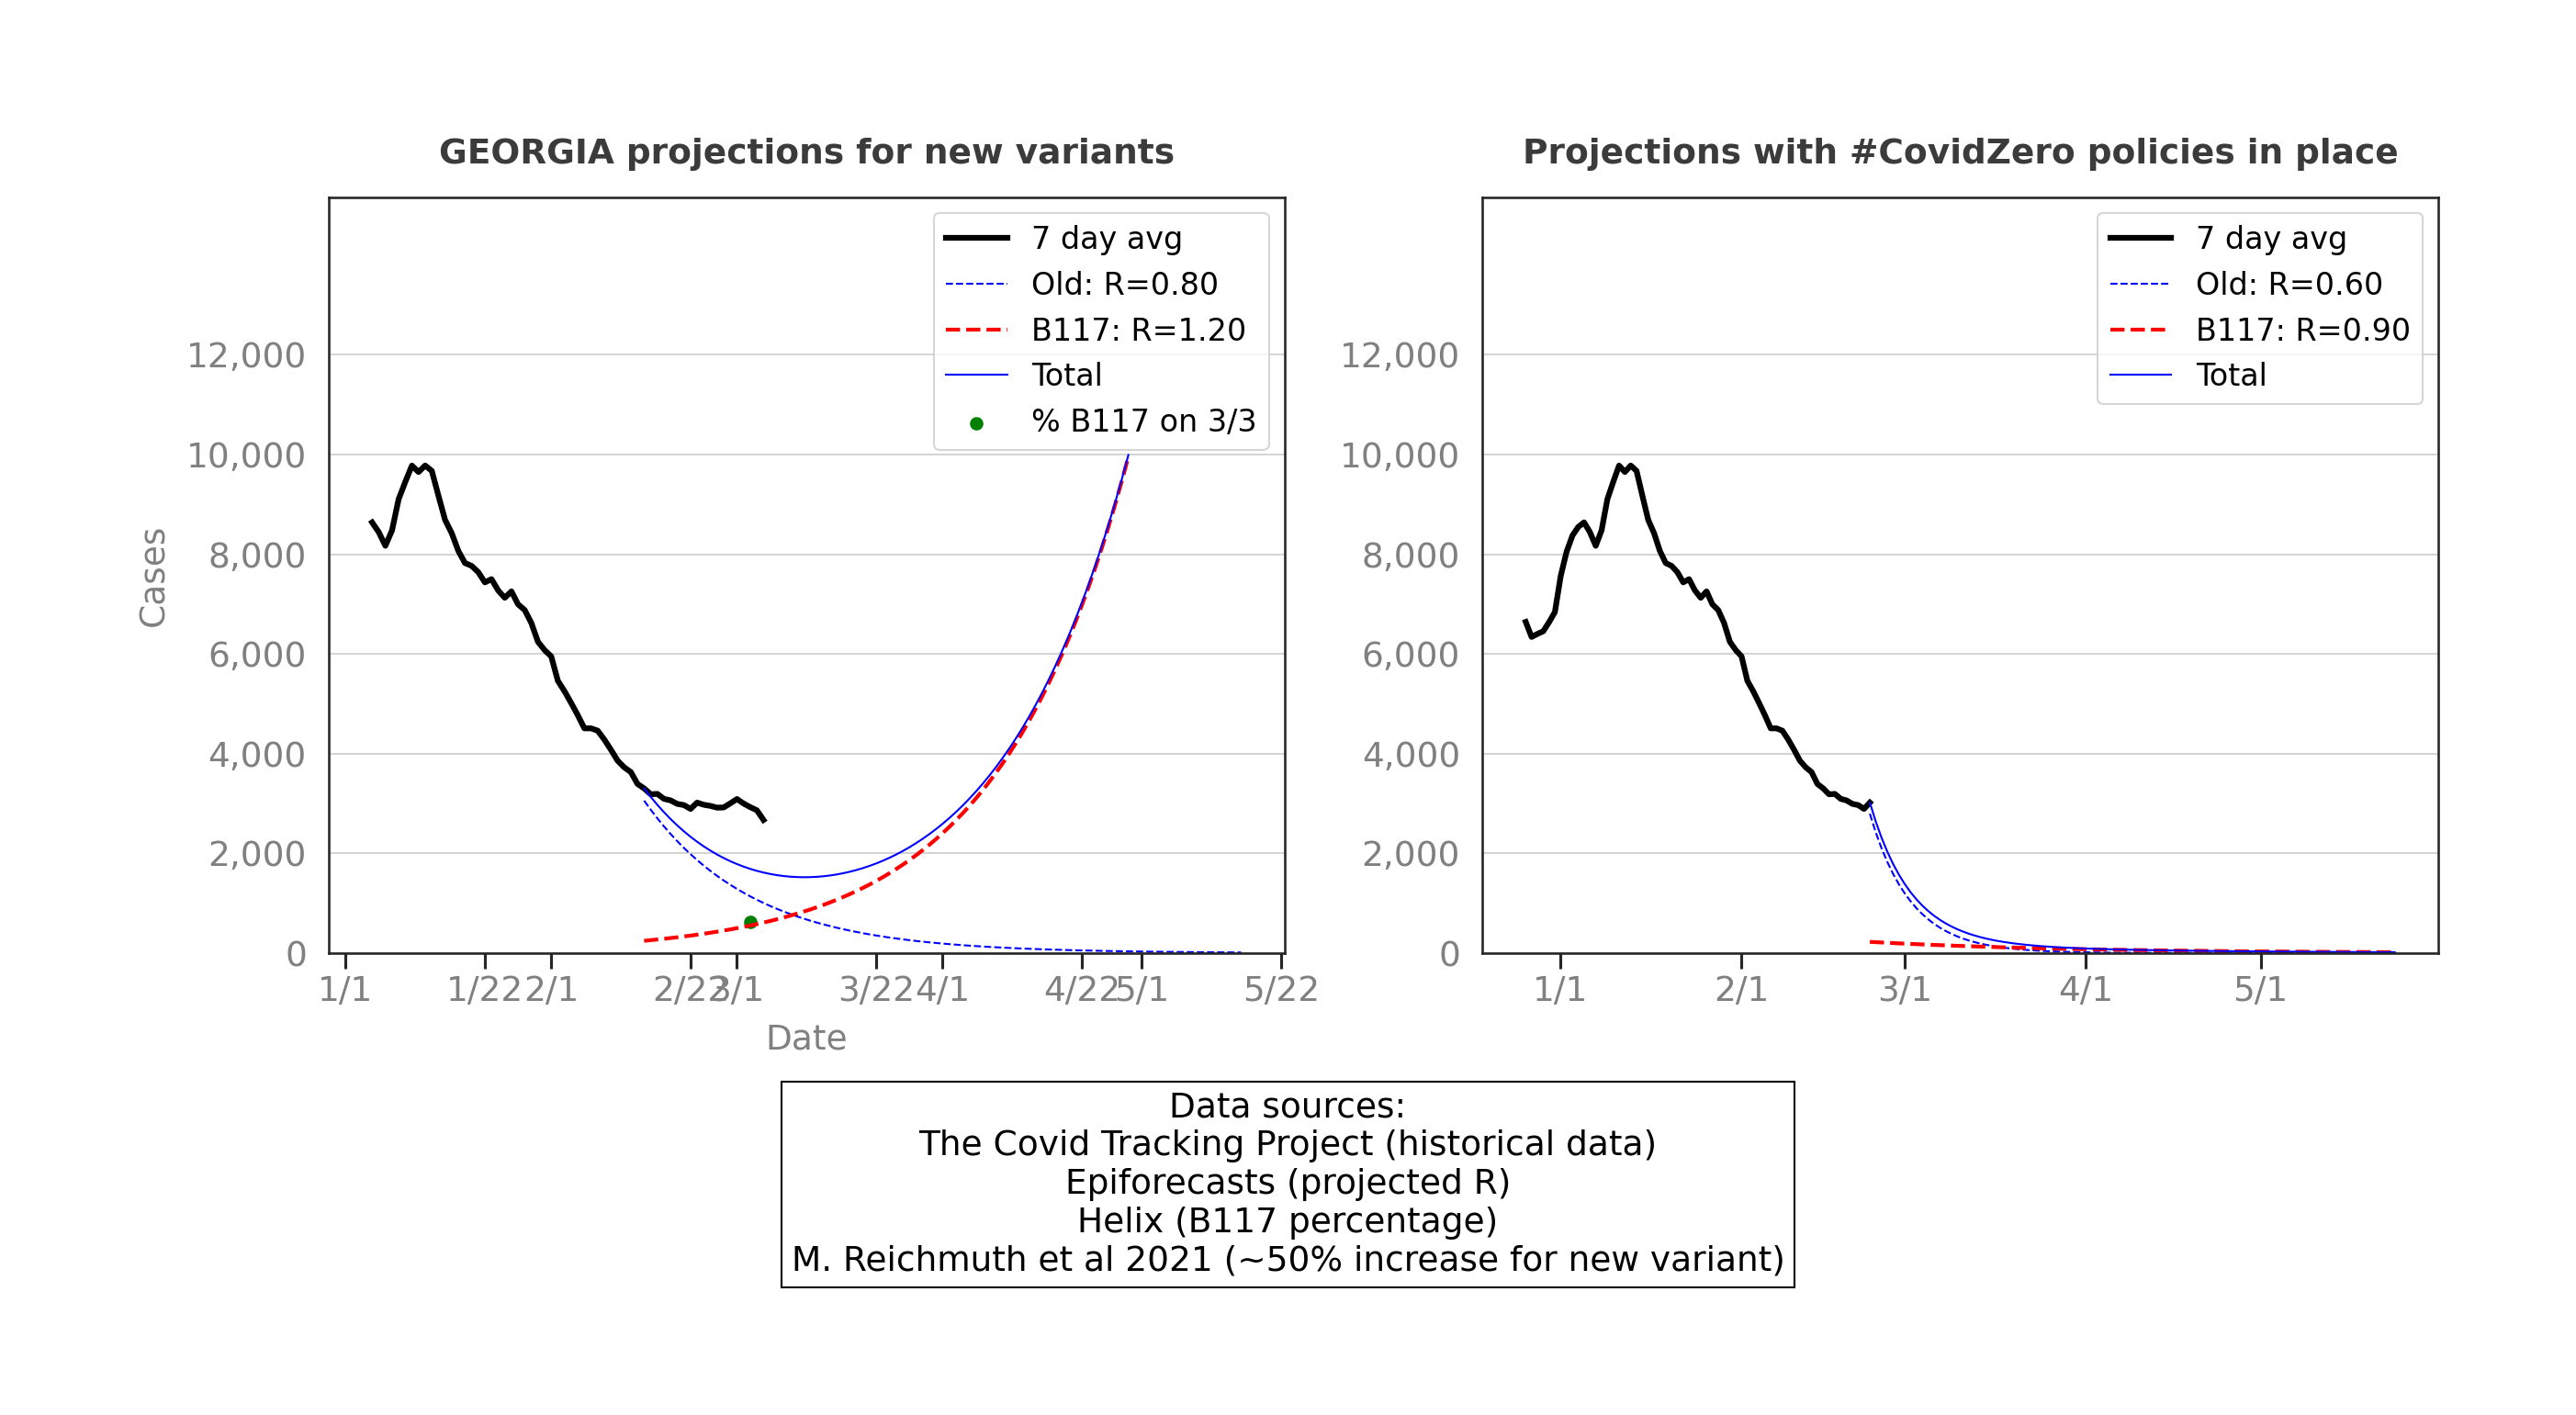 GEORGIA projections for new variants
7 day avg
Old: R=0.80
B117: R=1.20
Total
% B117 on 3/3
12,000
10,000
8,000
6,000
4,000
2,000
0
Cases
1/1 1/22 2/1 2/22 3/1 3/22 4/1 4/22 5/1 5/22
Date
Projections with #CovidZero policies in place
7 day avg
Old: R=0.60
B117: R=0.90
Total
12,000
10,000
8,000
6,000
4,000
2,000
0
1/1 2/1 3/1 4/1 5/1
Data sources:
The Covid Tracking Project (historical data)
Epiforecasts (projected R)
Helix (B117 percentage)
M. Reichmuth et al 2021 (~50% increase for new variant)